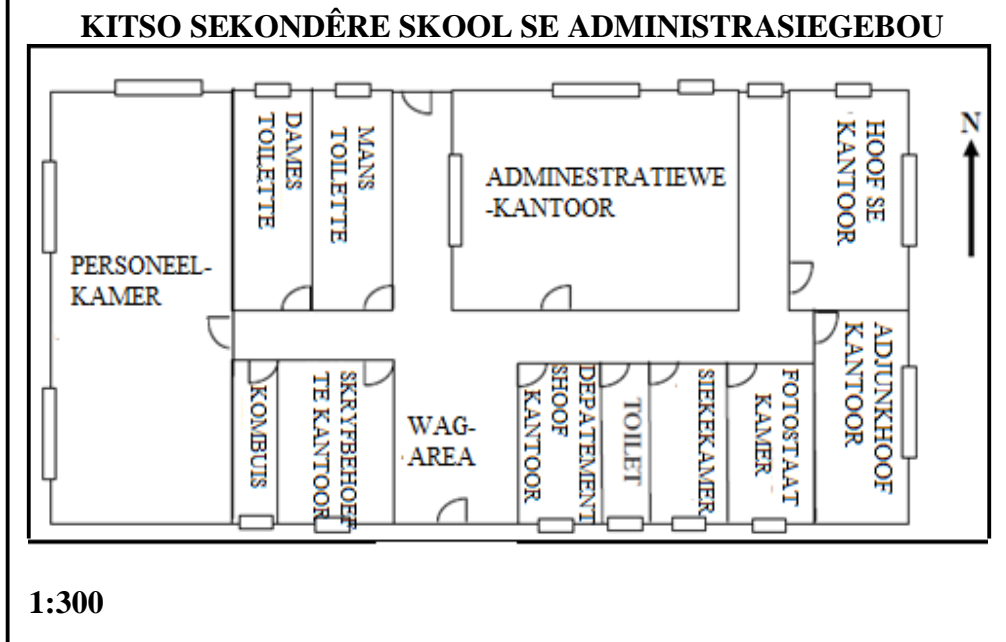 KITSO SEKONDÊRE SKOOL SE ADMINISTRASIEGEBOU
DAMES
TOILETTE
MANS
TOILETTE
ADMINESTRATIEWE
-KANTOOR
HOOF SE
KANTOOR
N
PERSONEEL-
KAMER
KOMBUIS
SKRYFBEHOEF
TE KANTOOR
WAG-
AREA
DEPATEMENT
SHOOF
KANTOOR
TOILET
SIEKEKAMER
FOTOSTAAT
KAMER
ADJUNKHOOF
KANTOOR
1:300